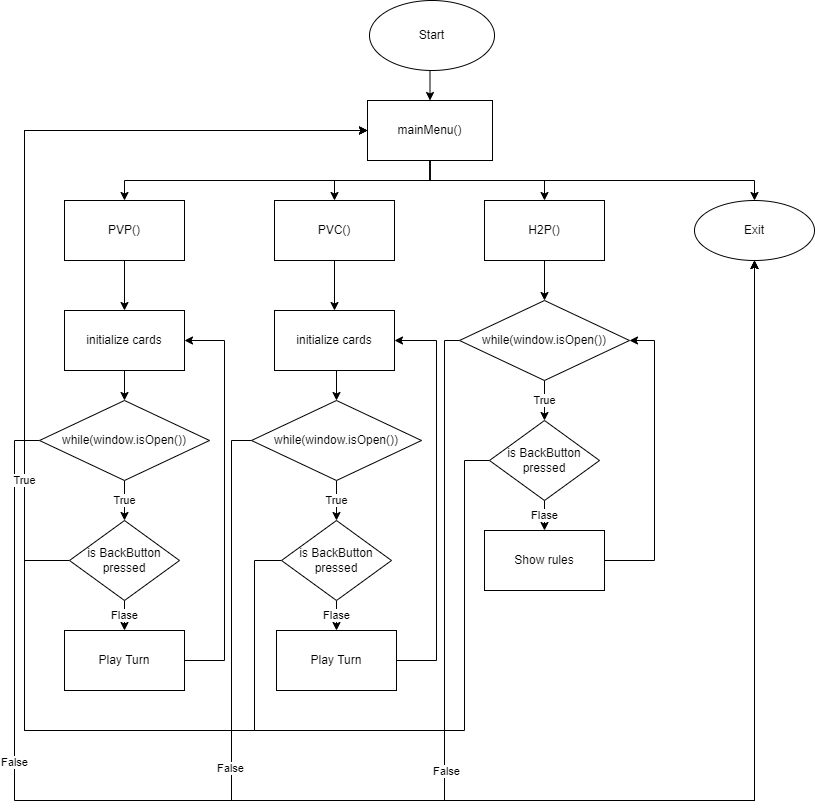 Start
mainMenu()
PVP()
PVC()
H2P()
Exit
initialize cards
initialize cards
while(window.isOpen())
True
while(window.isOpen())
while(window.isOpen())
is BackButton
pressed
True
True
True
Flase
is BackButton
pressed
is BackButton
pressed
Show rules
Flase
Flase
Play Turn
Play Turn
False
False
False